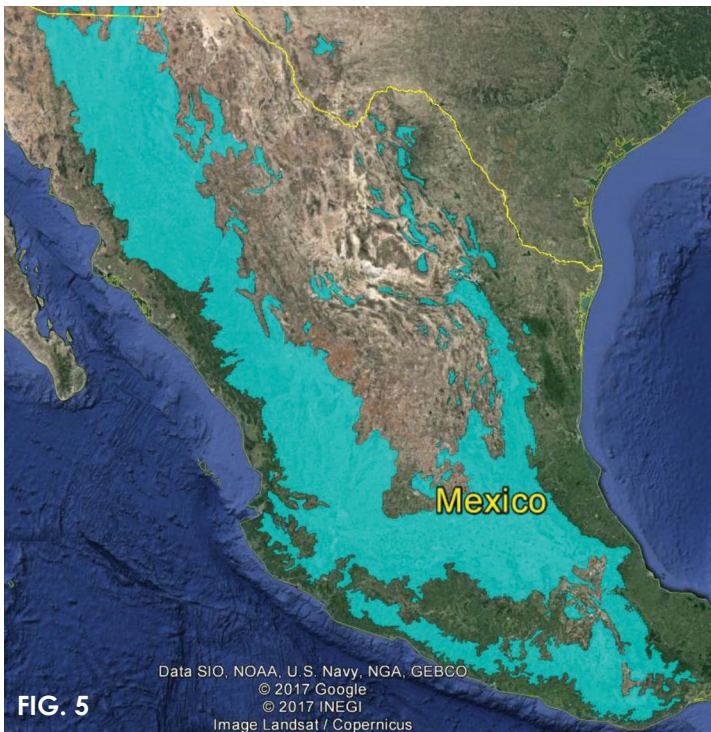 Mexico
Data SIO, NOAA, U.S. Navy, NGA, GEBCO
© 2017 Google
© 2017 INEGI
Image Landsat / Copernicus
FIG. 5